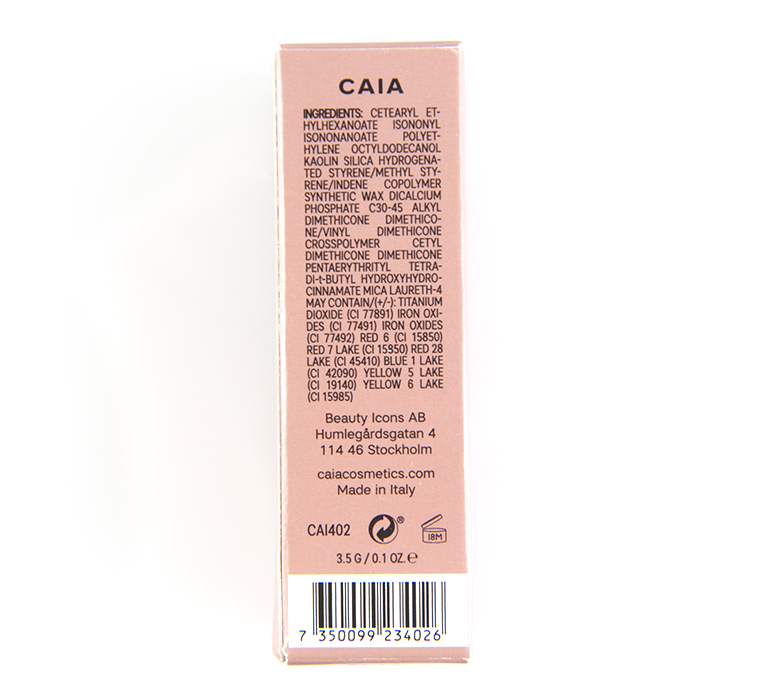 CAIA
INGREDIENTS: CETEARYL ET-
HYLHEXANOATE ISONONYL
ISONONANOATE POLYET-
HYLENE OCTYLDODECANOL
KAOLIN SILICA HYDROGENA-
TED STYRENE/METHYL STY-
RENE/INDENE COPOLYMER
SYNTHETIC WAX DICALCIUM
PHOSPHATE C30-45 ALKYL
DIMETHICONE DIMETHICO-
NE/VINYL DIMETHICONE
CROSSPOLYMER CETYL
DIMETHICONE DIMETHICONE
PENTAERYTHRITYL TETRA-
DI-t-BUTYL HYDROXYHYDRO-
CINNAMATE MICA LAURETH-4
MAY CONTAIN/(+/-): TITANIUM
DIOXIDE (CI 77891) IRON OXI-
DES (CI 77491) IRON OXIDES
(CI 77492) RED 6 (CI 15850)
RED 7 LAKE (CI 15850) RED 28
LAKE (CI 45410) BLUE 1 LAKE
(CI 42090) YELLOW 5 LAKE
(CI 19140) YELLOW 6 LAKE
(CI 15985)
Beauty Icons AB
Humlegårdsgatan 4
114 46 Stockholm
caiacosmetics.com
Made in Italy
CAI402 ® 18M
3.5 G / 0.1 OZ. ℮
7 350099 234026